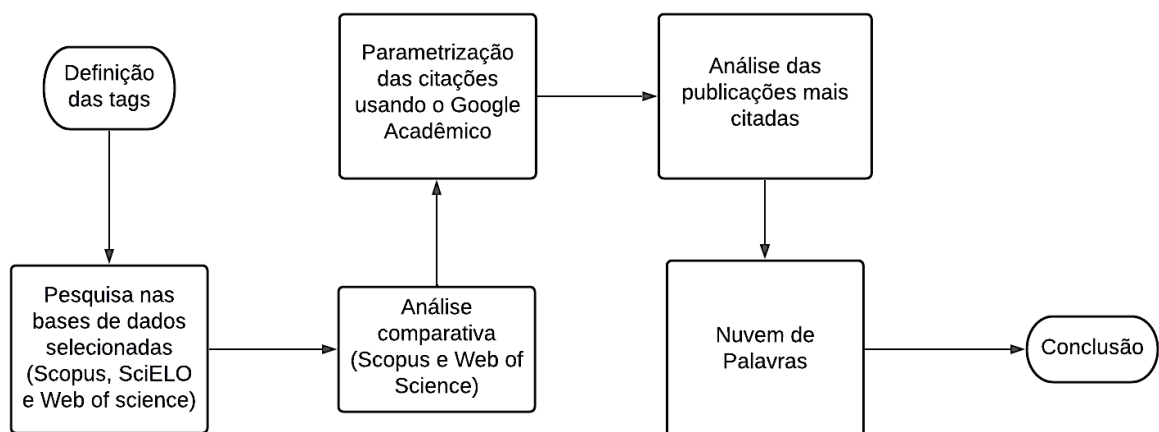 Definição
das tags
Pesquisa nas
bases de dados
selecionadas
(Scopus, SciELO
e Web of science)
Análise
comparativa
(Scopus e Web of
Science)
Parametrização
das citações
usando o Google
Acadêmico
Análise das
publicações mais
citadas
Nuvem de
Palavras
Conclusão